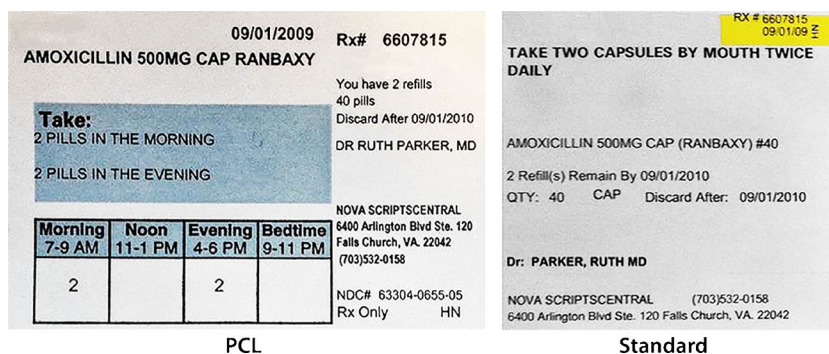 09/01/2009
AMOXICILLIN 500MG CAP RANBAXY
Take:
2 PILLS IN THE MORNING
2 PILLS IN THE EVENING
Morning Noon Evening Bedtime
7-9 AM 11-1 PM 4-6 PM 9-11 PM
2 2
Rx# 6607815
You have 2 refills
40 pills
Discard After 09/01/2010
DR RUTH PARKER, MD
NOVA SCRIPTSCENTRAL
6400 Arlington Blvd Ste. 120
Falls Church, VA. 22042
(703)532-0158
NDC# 63304-0655-05
Rx Only HN
PCL
RX # 6607815
09/01/09 HN
TAKE TWO CAPSULES BY MOUTH TWICE
DAILY
AMOXICILLIN 500MG CAP (RANBAXY) #40
2 Refill(s) Remain By 09/01/2010
QTY: 40 CAP Discard After: 09/01/2010
Dr: PARKER, RUTH MD
NOVA SCRIPTSCENTRAL (703)532-0158
6400 Arlington Blvd Ste. 120 Falls Church, VA. 22042
Standard